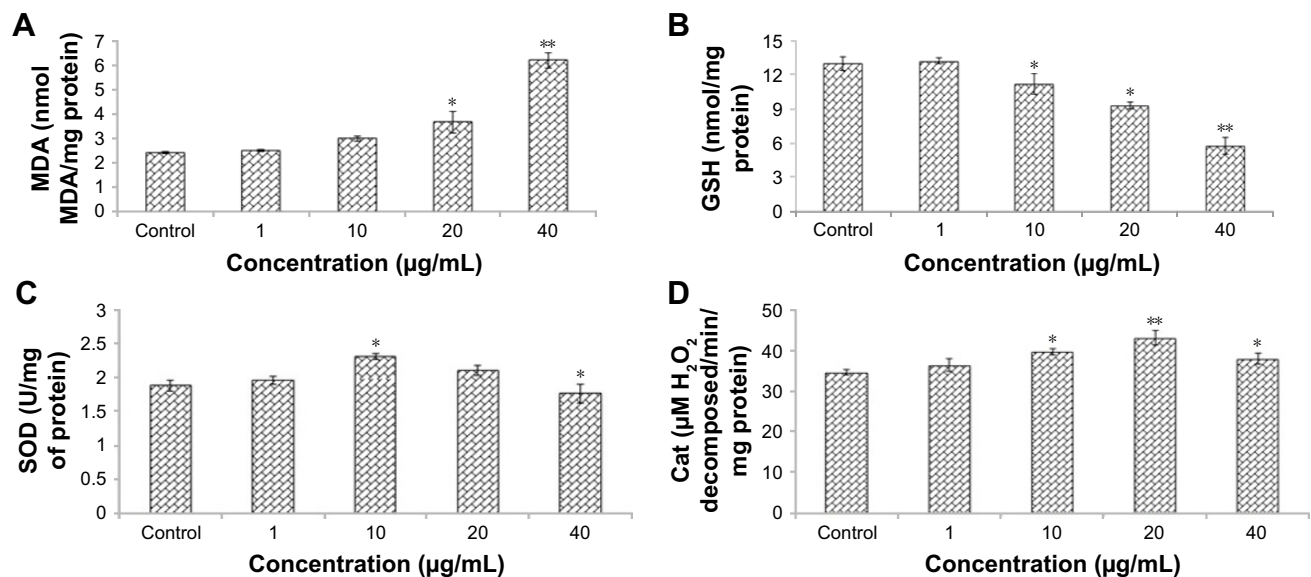 A
MDA (nmol
MDA/mg protein)
7
6
5
4
3
2
1
0
*
**
Control 1 10 20 40
Concentration (µg/mL)
B
GSH (nmol/mg
protein)
15
12
9
6
3
0
*
*
**
Control 1 10 20 40
Concentration (µg/mL)
C
SOD (U/mg
of protein)
3
2.5
2
1.5
1
0.5
0
*
*
Control 1 10 20 40
Concentration (µg/mL)
D
Cat (µM H₂O₂
decomposed/min/
mg protein)
50
40
30
20
10
0
*
**
*
Control 1 10 20 40
Concentration (µg/mL)